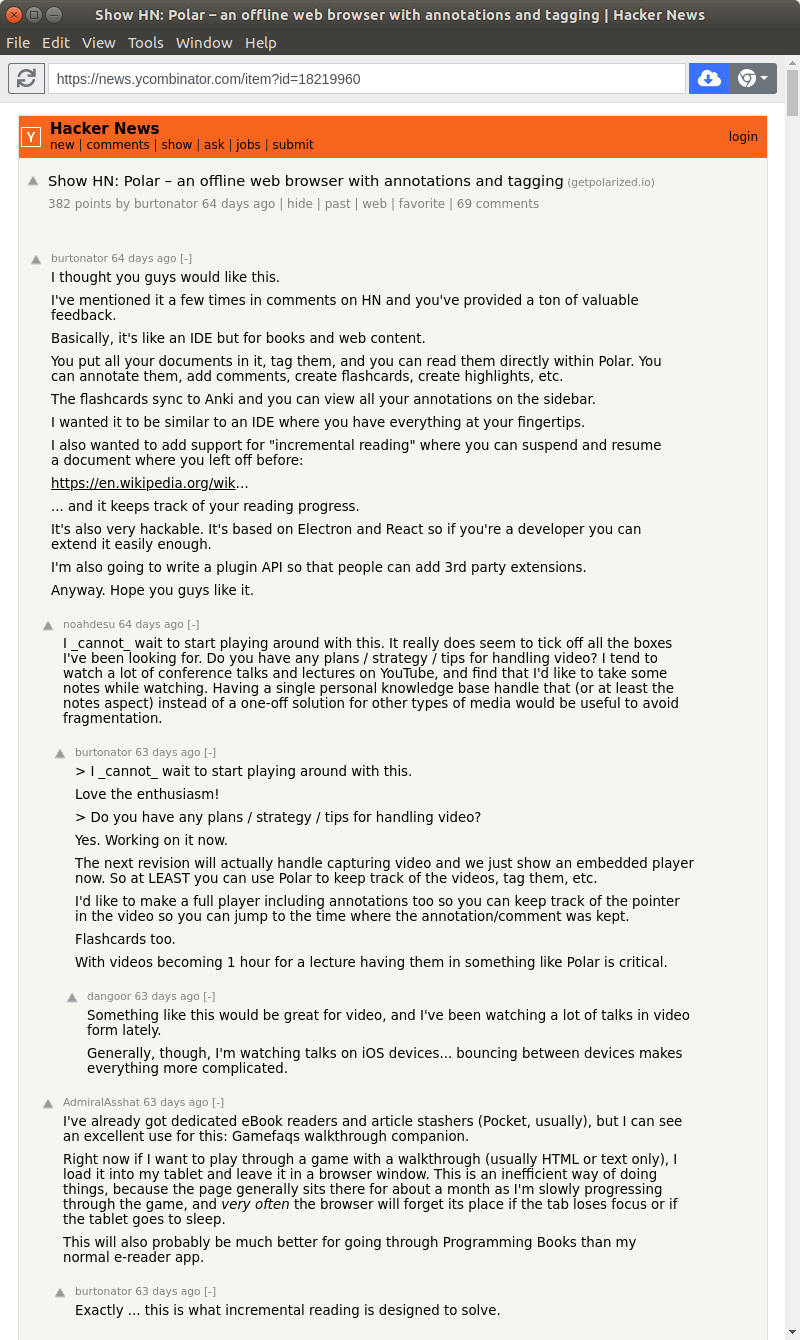 Show HN: Polar – an offline web browser with annotations and tagging | Hacker News
File Edit View Tools Window Help
https://news.ycombinator.com/item?id=18219960
Y
Hacker News
new | comments | show | ask | jobs | submit
login
Show HN: Polar – an offline web browser with annotations and tagging (getpolarized.io)
382 points by burtonator 64 days ago | hide | past | web | favorite | 69 comments
burtonator 64 days ago [-]
I thought you guys would like this.
I've mentioned it a few times in comments on HN and you've provided a ton of valuable
feedback.
Basically, it's like an IDE but for books and web content.
You put all your documents in it, tag them, and you can read them directly within Polar. You
can annotate them, add comments, create flashcards, create highlights, etc.
The flashcards sync to Anki and you can view all your annotations on the sidebar.
I wanted it to be similar to an IDE where you have everything at your fingertips.
I also wanted to add support for "incremental reading" where you can suspend and resume
a document where you left off before:
https://en.wikipedia.org/wik...
... and it keeps track of your reading progress.
It's also very hackable. It's based on Electron and React so if you're a developer you can
extend it easily enough.
I'm also going to write a plugin API so that people can add 3rd party extensions.
Anyway. Hope you guys like it.
noahdesu 64 days ago [-]
I _cannot_ wait to start playing around with this. It really does seem to tick off all the boxes
I've been looking for. Do you have any plans / strategy / tips for handling video? I tend to
watch a lot of conference talks and lectures on YouTube, and find that I'd like to take some
notes while watching. Having a single personal knowledge base handle that (or at least the
notes aspect) instead of a one-off solution for other types of media would be useful to avoid
fragmentation.
burtonator 63 days ago [-]
> I _cannot_ wait to start playing around with this.
Love the enthusiasm!
> Do you have any plans / strategy / tips for handling video?
Yes. Working on it now.
The next revision will actually handle capturing video and we just show an embedded player
now. So at LEAST you can use Polar to keep track of the videos, tag them, etc.
I'd like to make a full player including annotations too so you can keep track of the pointer
in the video so you can jump to the time where the annotation/comment was kept.
Flashcards too.
With videos becoming 1 hour for a lecture having them in something like Polar is critical.
dangoor 63 days ago [-]
Something like this would be great for video, and I've been watching a lot of talks in video
form lately.
Generally, though, I'm watching talks on iOS devices... bouncing between devices makes
everything more complicated.
AdmiralAsshat 63 days ago [-]
I've already got dedicated eBook readers and article stashers (Pocket, usually), but I can see
an excellent use for this: Gamefaqs walkthrough companion.
Right now if I want to play through a game with a walkthrough (usually HTML or text only), I
load it into my tablet and leave it in a browser window. This is an inefficient way of doing
things, because the page generally sits there for about a month as I'm slowly progressing
through the game, and very often the browser will forget its place if the tab loses focus or if
the tablet goes to sleep.
This will also probably be much better for going through Programming Books than my
normal e-reader app.
burtonator 63 days ago [-]
Exactly ... this is what incremental reading is designed to solve.